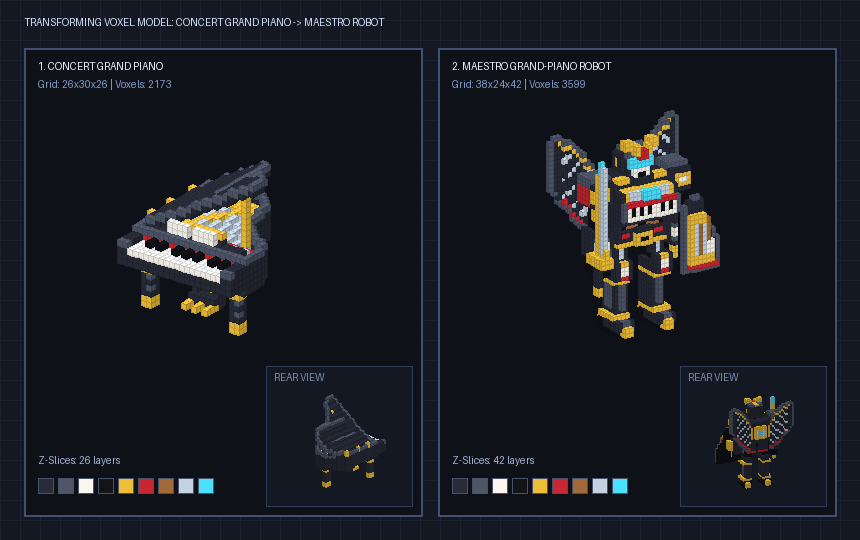 TRANSFORMING VOXEL MODEL: CONCERT GRAND PIANO -> MAESTRO ROBOT
1. CONCERT GRAND PIANO
Grid: 26x30x26 | Voxels: 2173
REAR VIEW
Z-Slices: 26 layers
2. MAESTRO GRAND-PIANO ROBOT
Grid: 38x24x42 | Voxels: 3599
REAR VIEW
Z-Slices: 42 layers